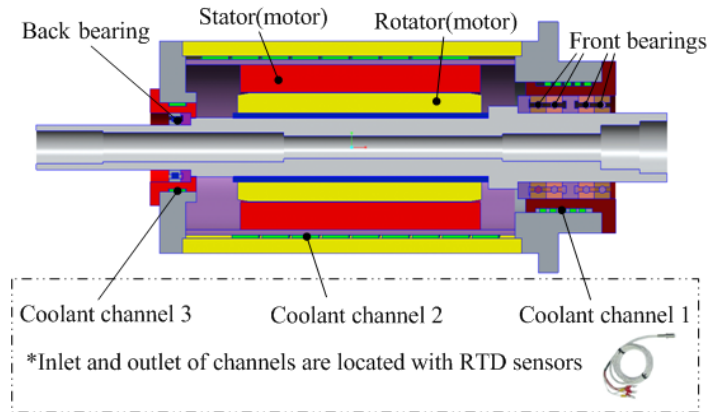 Stator(motor)
Rotator(motor)
Back bearing
Front bearings
Coolant channel 3
Coolant channel 2
Coolant channel 1
*Inlet and outlet of channels are located with RTD sensors